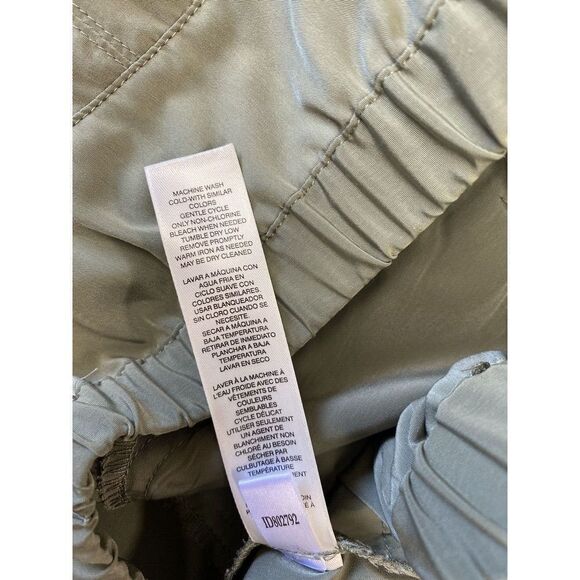 MACHINE WASH
COLD-WITH SIMILAR
COLORS
GENTLE CYCLE
ONLY NON-CHLORINE
BLEACH WHEN NEEDED
TUMBLE DRY LOW
REMOVE PROMPTLY
WARM IRON AS NEEDED
MAY BE DRY CLEANED
LAVAR A MÁQUINA CON
AGUA FRIA EN
CICLO SUAVE CON
COLORES SIMILARES.
USAR BLANQUEADOR
SIN CLORO CUANDO SE
NECESITE.
SECAR A MÁQUINA A
BAJA TEMPERATURA
RETIRAR DE INMEDIATO
PLANCHAR A BAJA
TEMPERATURA
LAVAR EN SECO
LAVER À LA MACHINE À
L'EAU FROIDE AVEC DES
VÊTEMENTS DE
COULEURS
SEMBLABLES
CYCLE DÉLICAT
UTILISER SEULEMENT
UN AGENT DE
BLANCHIMENT NON
CHLORÉ AU BESOIN
SÉCHER PAR
CULBUTAGE À BASSE
TEMPÉRATURE
ID802792